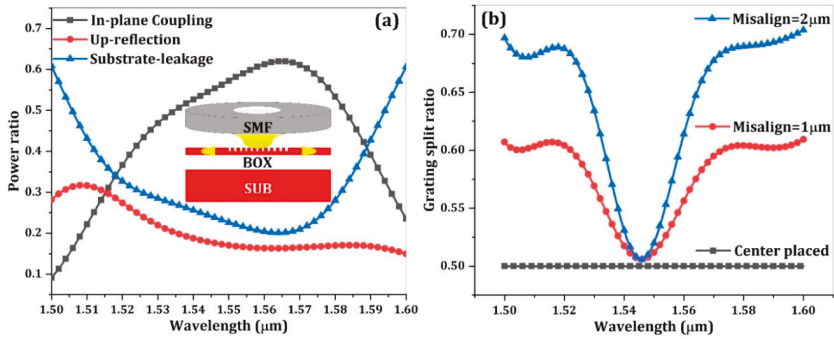 (a)
In-plane Coupling
Up-reflection
Substrate-leakage
SMF
BOX
SUB
Power ratio
0.7
0.6
0.5
0.4
0.3
0.2
0.1
1.50 1.51 1.52 1.53 1.54 1.55 1.56 1.57 1.58 1.59 1.60
Wavelength (μm)
(b)
Misalign=2μm
Misalign=1μm
Center placed
Grating split ratio
0.70
0.65
0.60
0.55
0.50
1.50 1.52 1.54 1.56 1.58 1.60
Wavelength (μm)